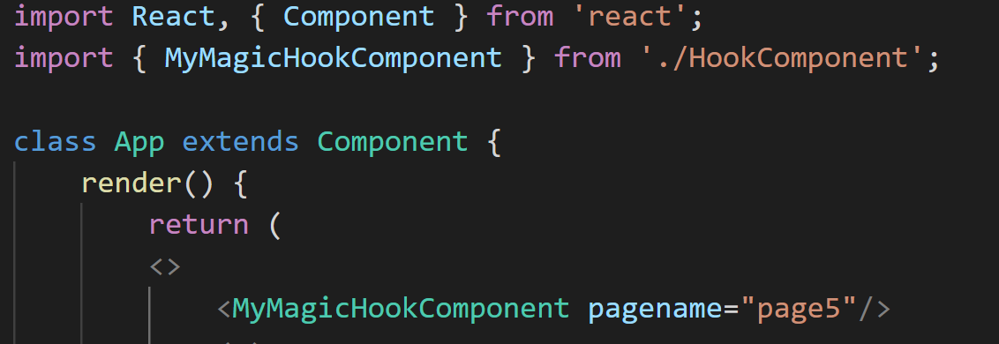 import React, { Component } from 'react';
import { MyMagicHookComponent } from './HookComponent';
class App extends Component {
render() {
return (
<>
<MyMagicHookComponent pagename="page5"/>